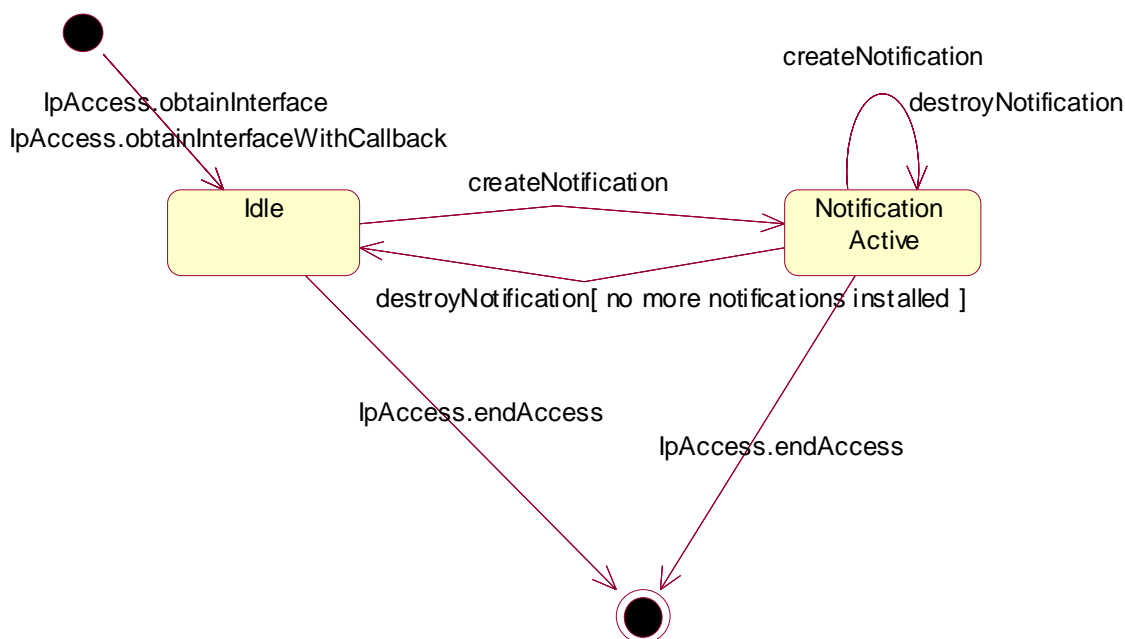 createNotification
destroyNotification
IpAccess.obtainInterface
IpAccess.obtainInterfaceWithCallback
createNotification
Idle
Notification
Active
destroyNotification[ no more notifications installed ]
IpAccess.endAccess
IpAccess.endAccess